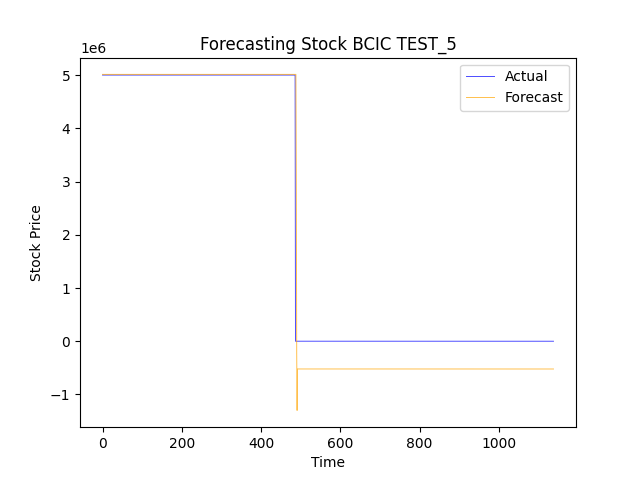 Forecasting Stock BCIC TEST_5
1e6
5
4
3
2
1
0
−1
Stock Price
Actual
Forecast
0 200 400 600 800 1000
Time